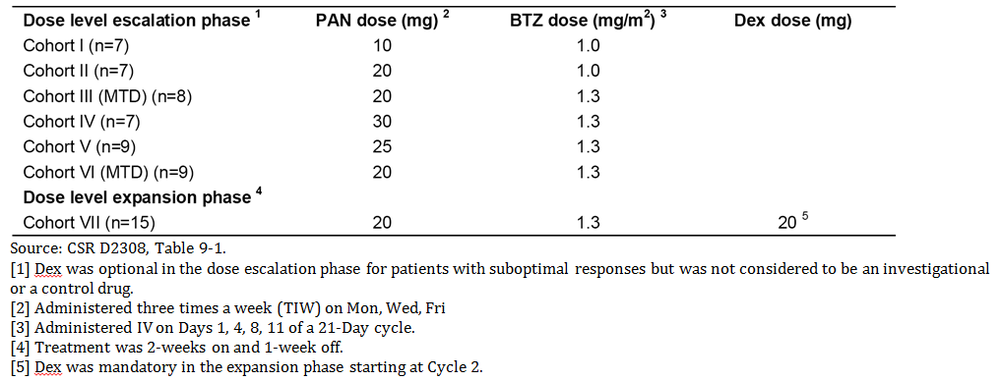 Dose level escalation phase 1 PAN dose (mg) 2 BTZ dose (mg/m2) 3 Dex dose (mg)
Cohort I (n=7) 10 1.0
Cohort II (n=7) 20 1.0
Cohort III (MTD) (n=8) 20 1.3
Cohort IV (n=7) 30 1.3
Cohort V (n=9) 25 1.3
Cohort VI (MTD) (n=9) 20 1.3
Dose level expansion phase 4
Cohort VII (n=15) 20 1.3 20 5
Source: CSR D2308, Table 9-1.
[1] Dex was optional in the dose escalation phase for patients with suboptimal responses but was not considered to be an investigational
or a control drug.
[2] Administered three times a week (TIW) on Mon, Wed, Fri
[3] Administered IV on Days 1, 4, 8, 11 of a 21-Day cycle.
[4] Treatment was 2-weeks on and 1-week off.
[5] Dex was mandatory in the expansion phase starting at Cycle 2.